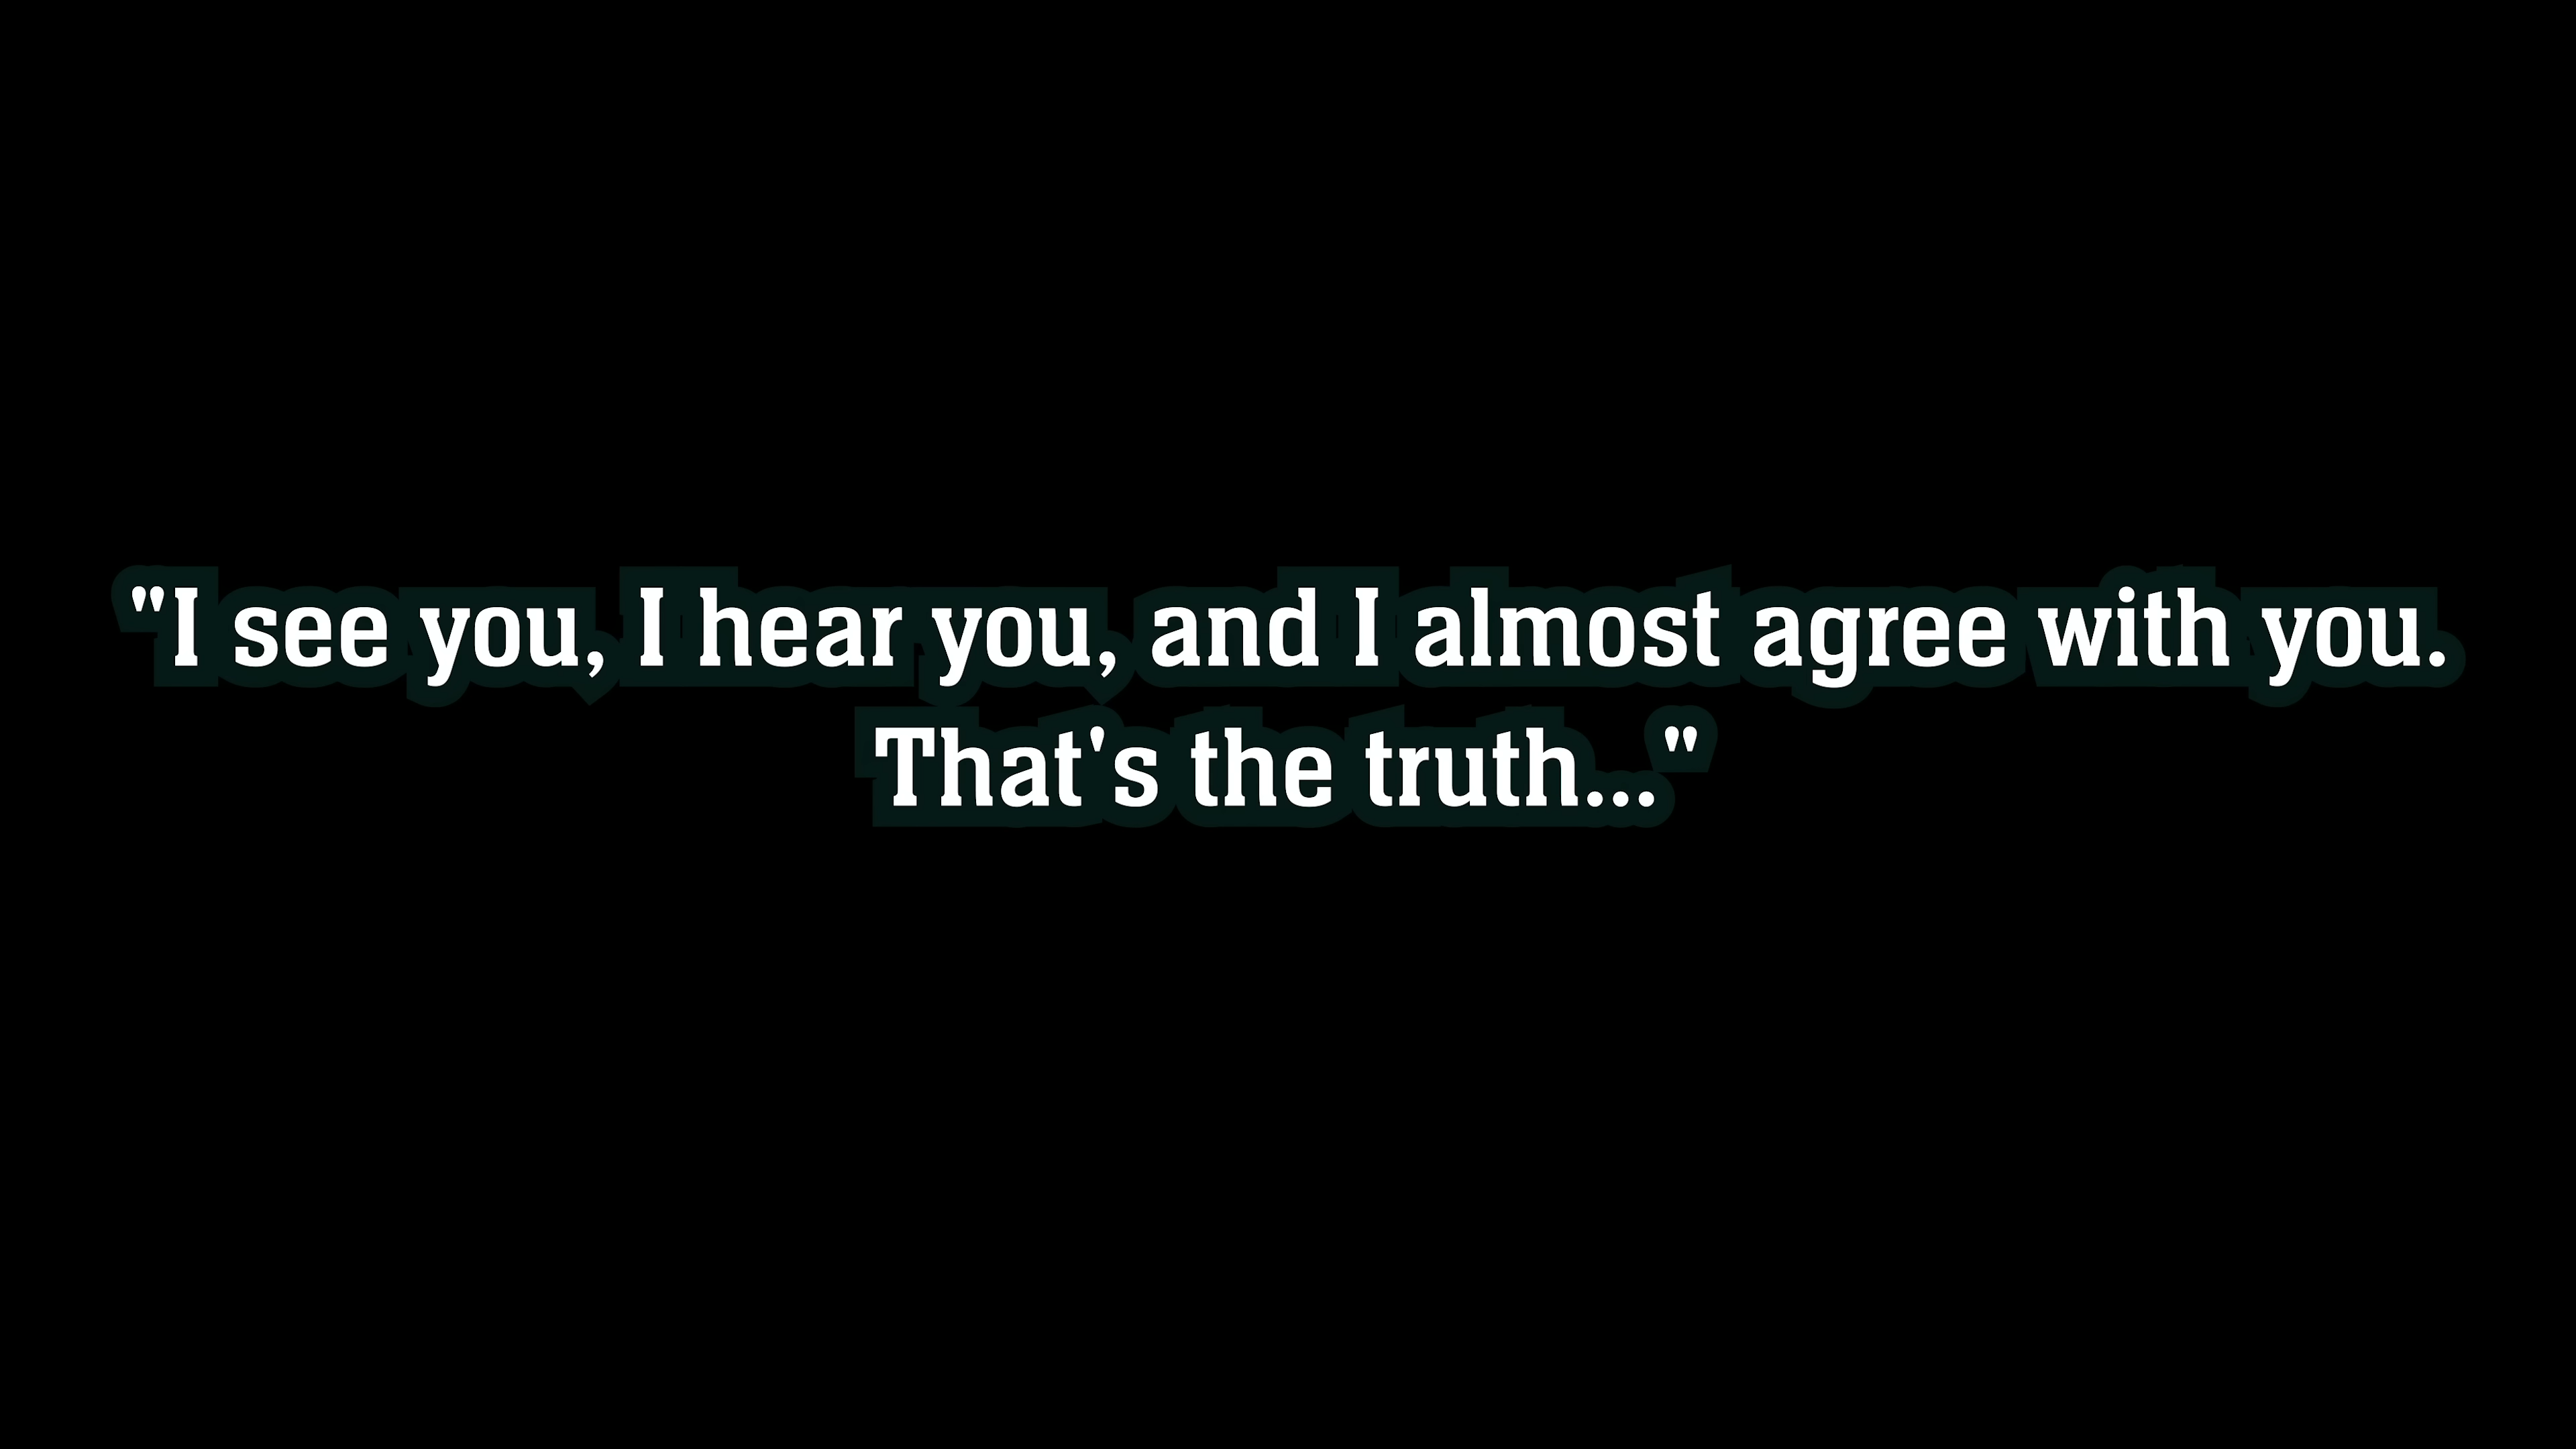 "I see you, I hear you, and I almost agree with you.
That's the truth..."